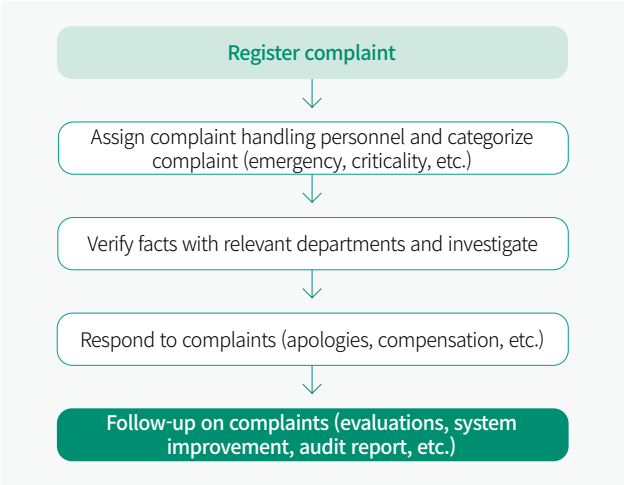 Register complaint
Assign complaint handling personnel and categorize
complaint (emergency, criticality, etc.)
Verify facts with relevant departments and investigate
Respond to complaints (apologies, compensation, etc.)
Follow-up on complaints (evaluations, system
improvement, audit report, etc.)